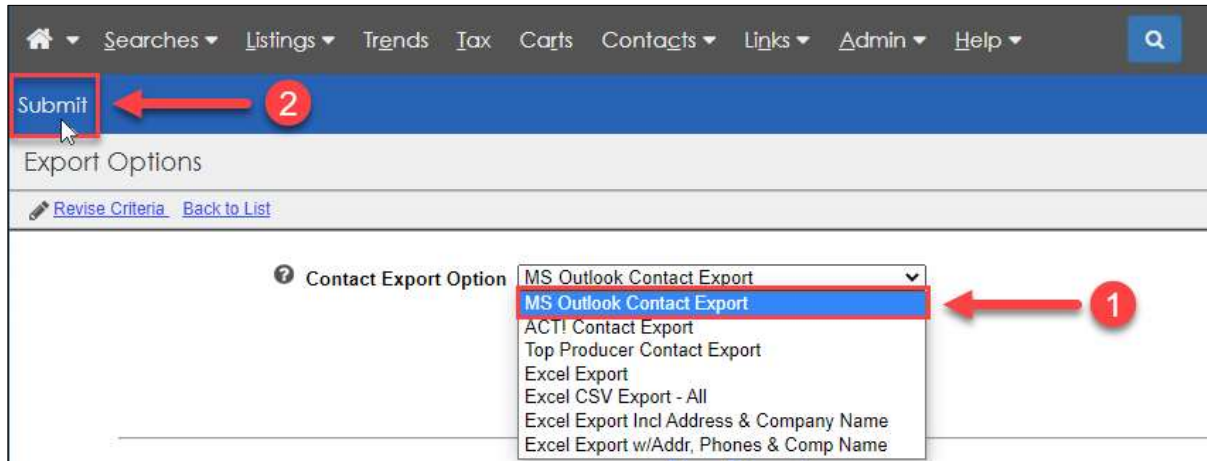 Searches Listings Trends Tax Carts Contacts Links Admin Help
Submit 2
Export Options
Revise Criteria Back to List
? Contact Export Option MS Outlook Contact Export
MS Outlook Contact Export 1
ACT! Contact Export
Top Producer Contact Export
Excel Export
Excel CSV Export - All
Excel Export Incl Address & Company Name
Excel Export w/Addr, Phones & Comp Name